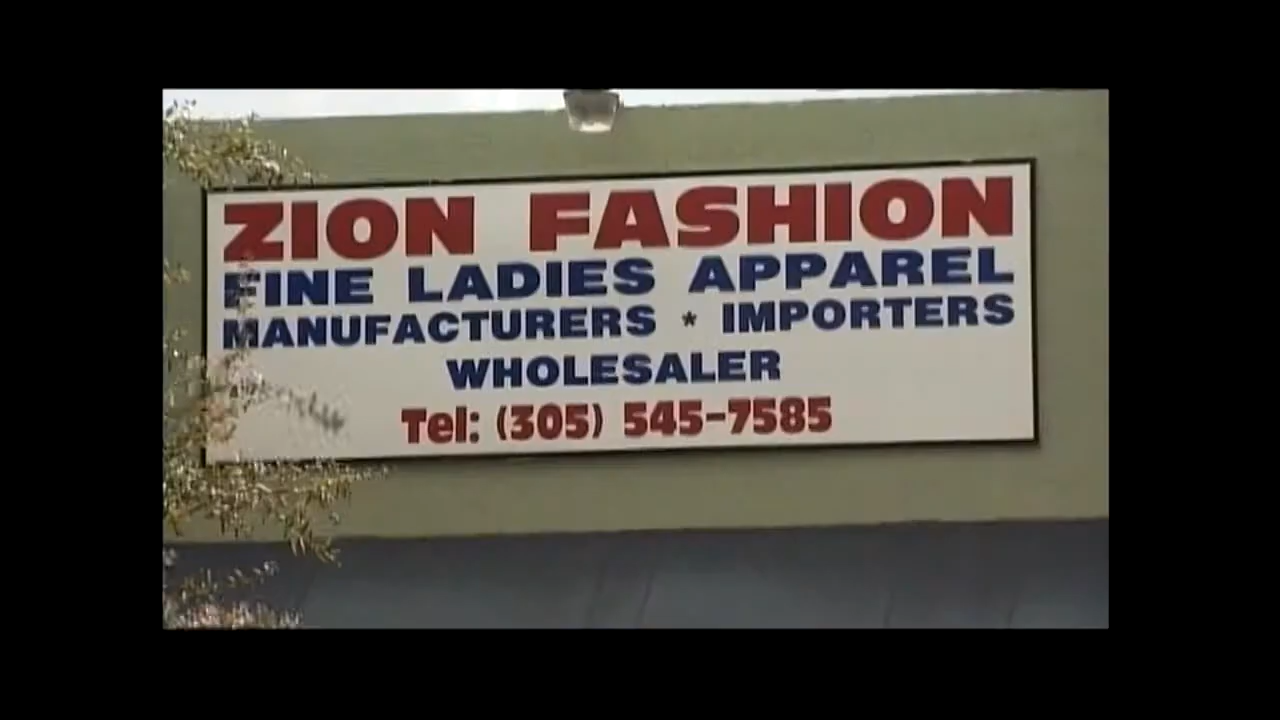 ZION FASHION
FINE LADIES APPAREL
MANUFACTURERS * IMPORTERS
WHOLESALER
Tel: (305) 545-7585